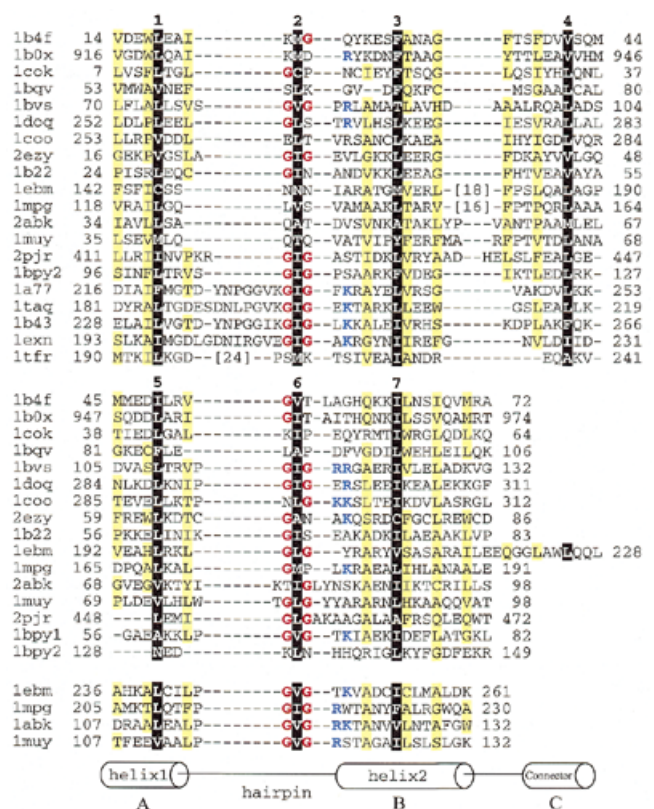 1 2 3 4
1b4f 14 VDEWLEAI------------KMG--QYKESFANAG------FTSFDVVSQM 44
1b0x 916 VGDWLQAI------------KMD--RYKDNFTAAG------YTTLEAVVHM 946
1cok 7 LVSFLTGL------------GCP--NCIEYFTSQG------LQSIYHLQNL 37
1bqv 53 VMWAVNEF------------SLK--GV-DFQKFC-------MSGAALCAL 80
1bvs 70 LFLALLSVS-----------GVG--PRLAMATLAVHD----AAALRQALADS 104
1doq 252 LDLPLEEL------------GLS--TRVLHSLKEEG-----IESVRALLAL 283
1coo 253 LLRPVDDL------------ELT--VRSANCLKAEA-----IHYIGDLVQR 284
2ezy 16 GEKPVGSLA-----------GIG--EVLGKKLEERG-----FDKAYVVLGQ 48
1b22 24 PISRLEQC------------GIN--ANDVKKLEEAG-----FHTVEAVAYA 55
1ebm 142 FSFICSS-------------NNN--IARATGMVERL-[18]-FPSLQALAGP 190
1mpg 118 VRAILGQ-------------LVS--VAMAAKLTARV-[16]-FPTPQRLAAA 164
2abk 34 IAVLLSA-------------QAT--DVSVNKATAKLYP---VANTPAAMLEL 67
1muy 35 LSEVMLQ-------------QTQ--VATVIPYFERFMA---RFPTVTDLANA 68
2pjr 411 LLRIINVPKR----------GIG--ASTIDKLVRYAAD--HELSLFEALGE- 447
1bpy2 96 SINFLTRVS-----------GIG--PSAARKFVDEG-----IKTLEDLRK- 127
1a77 216 DIAIFMGTD-YNPGGVKGIG--FKRAYELVRSG-----VAKDVLKK- 253
1taq 181 DYRALTGDESDNLPGVKGIG--EKTARKLLEEW-----GSLEALLK- 219
1b43 228 ELAILVGTD-YNPGGIKGIG--LKKALEIVRHS-----KDPLAKFQK- 266
1exn 193 SLKAIMGDLGDNIRGVEGIG--AKRGYNIIREFG----NVLDIID- 231
1tfr 190 MTKILKGD---[24]---PSMK--TSIVEAIANDR-----EQAKV- 241
5 6 7
1b4f 45 MMEDILRV------------GVT-LAGHQKKILNSIQVMRA 72
1b0x 947 SQDDLARI------------GIT-AITHQNKILSSVQAMRT 974
1cok 38 TIEDLGAL------------KIP--EQYRMTIWRGLQDLKQ 64
1bqv 81 GKECFLE-------------LAP--DFVGDILWEHLEILQK 106
1bvs 105 DVASLTRVP-----------GIG--RRGAERIVLELADKVG 132
1doq 284 NLKDLKNIP-----------GIG--ERSLEEIKEALEKKGF 311
1coo 285 TEVELLKTP-----------NLG--KKSLTEIKDVLASRGL 312
2ezy 59 FREWLKDTC-----------GAN--AKQSRDCFGCLREWCD 86
1b22 56 PKKELINIK-----------GIS--EAKADKILAEAAKLVP 83
1ebm 192 VEAHLRKL------------GLG--YRARYVSASARAILEEQGGLAWLQQL 228
1mpg 165 DPQALKAL------------GMP--LKRAEALIHLANAALE 191
2abk 68 GVEGVKTYI-----------KTIGLYNSKAENIIKTCRILLS 98
1muy 69 PLDEVLHLW-----------TGLG--YYARARNLHKAAQQVAT 98
2pjr 448 ---LEMI-------------GLGAKAAGALAAFRSQLEQWT 472
1bpy1 56 -GAEAKKLP-----------GVG--TKIAEKIDEFLATGKL 82
1bpy2 128 ---NED--------------KLN--HHQRIGLKYFGDFEKR 149
1ebm 236 AHKALCILP-----------GVG--TKVADCICLMALDK 261
1mpg 205 AMKTLQTFP-----------GIG--RWTANYFALRGWQA 230
1abk 107 DRAALEALP-----------GVG--RKTANVVLNTAFGW 132
1muy 107 TFEEVAALP-----------GVG--RSTAGAILSLSLGK 132
helix1 hairpin helix2 Connector
A B C